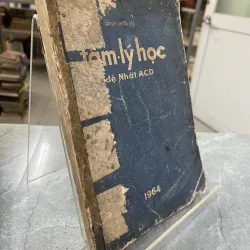 tâm-lý học
đệ Nhất ACD
1964